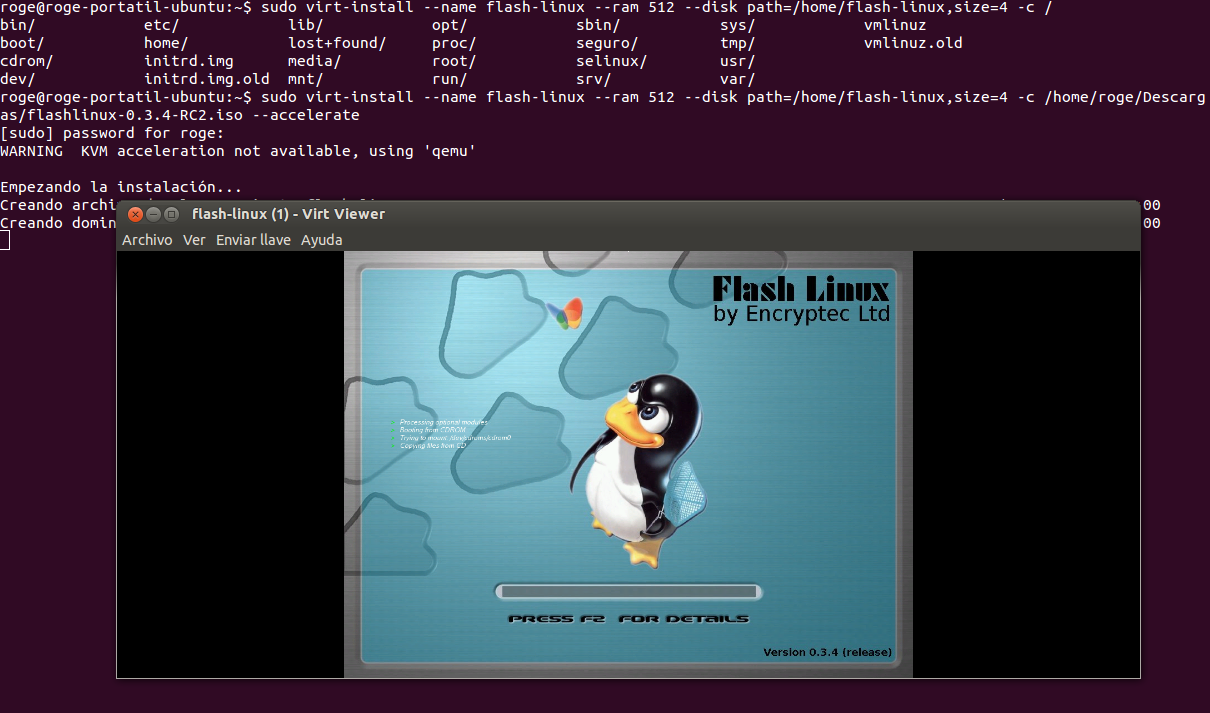 roge@roge-portatil-ubuntu:~$ sudo virt-install --name flash-linux --ram 512 --disk path=/home/flash-linux,size=4 -c /
bin/ etc/ lib/ opt/ sbin/ sys/ vmlinuz
boot/ home/ lost+found/ proc/ seguro/ tmp/ vmlinuz.old
cdrom/ initrd.img media/ root/ selinux/ usr/
dev/ initrd.img.old mnt/ run/ srv/ var/
roge@roge-portatil-ubuntu:~$ sudo virt-install --name flash-linux --ram 512 --disk path=/home/flash-linux,size=4 -c /home/roge/Descarg
as/flashlinux-0.3.4-RC2.iso --accelerate
[sudo] password for roge:
WARNING  KVM acceleration not available, using 'qemu'
Empezando la instalación...
Creando archi 00
Creando domin 00
flash-linux (1) - Virt Viewer
Archivo Ver Enviar llave Ayuda
Flash Linux
by Encryptec Ltd
Processing optional modules
Booting from CDROM
Trying to mount /dev/cdroms/cdrom0
Copying files from CD
PRESS F2 FOR DETAILS
Version 0.3.4 (release)